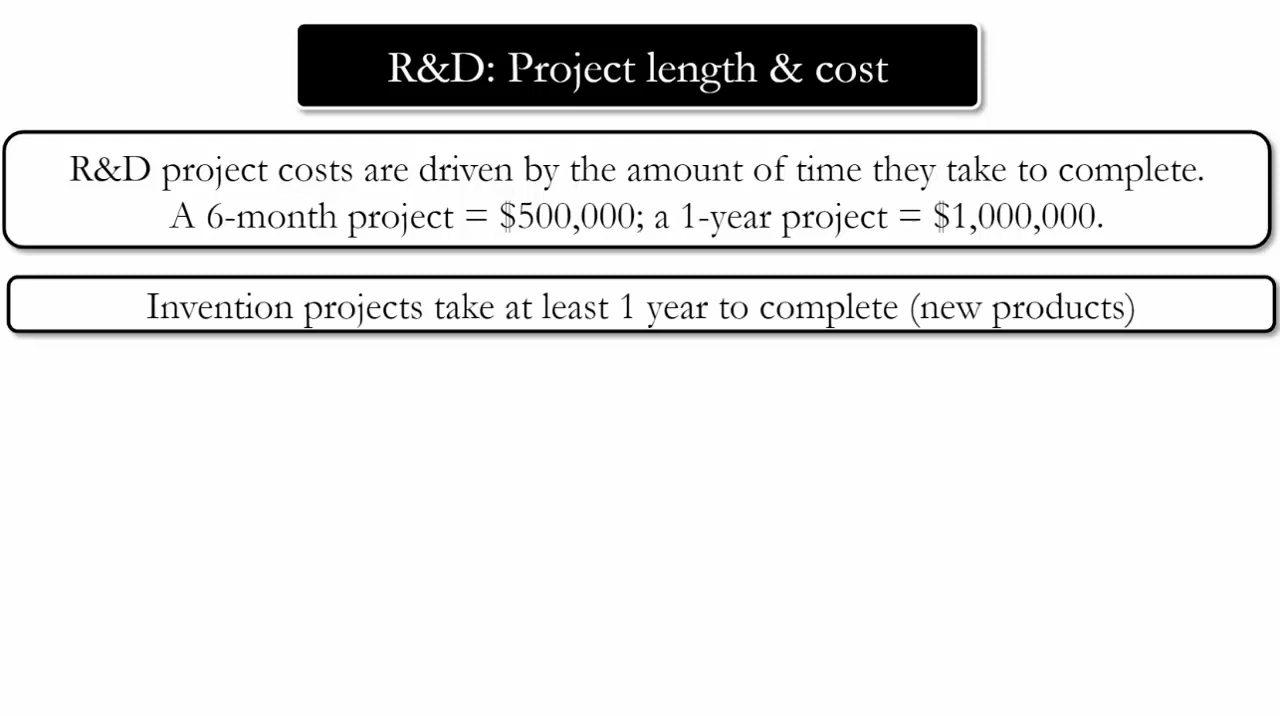 R&D: Project length & cost
R&D project costs are driven by the amount of time they take to complete.
A 6-month project = $500,000; a 1-year project = $1,000,000.
Invention projects take at least 1 year to complete (new products)